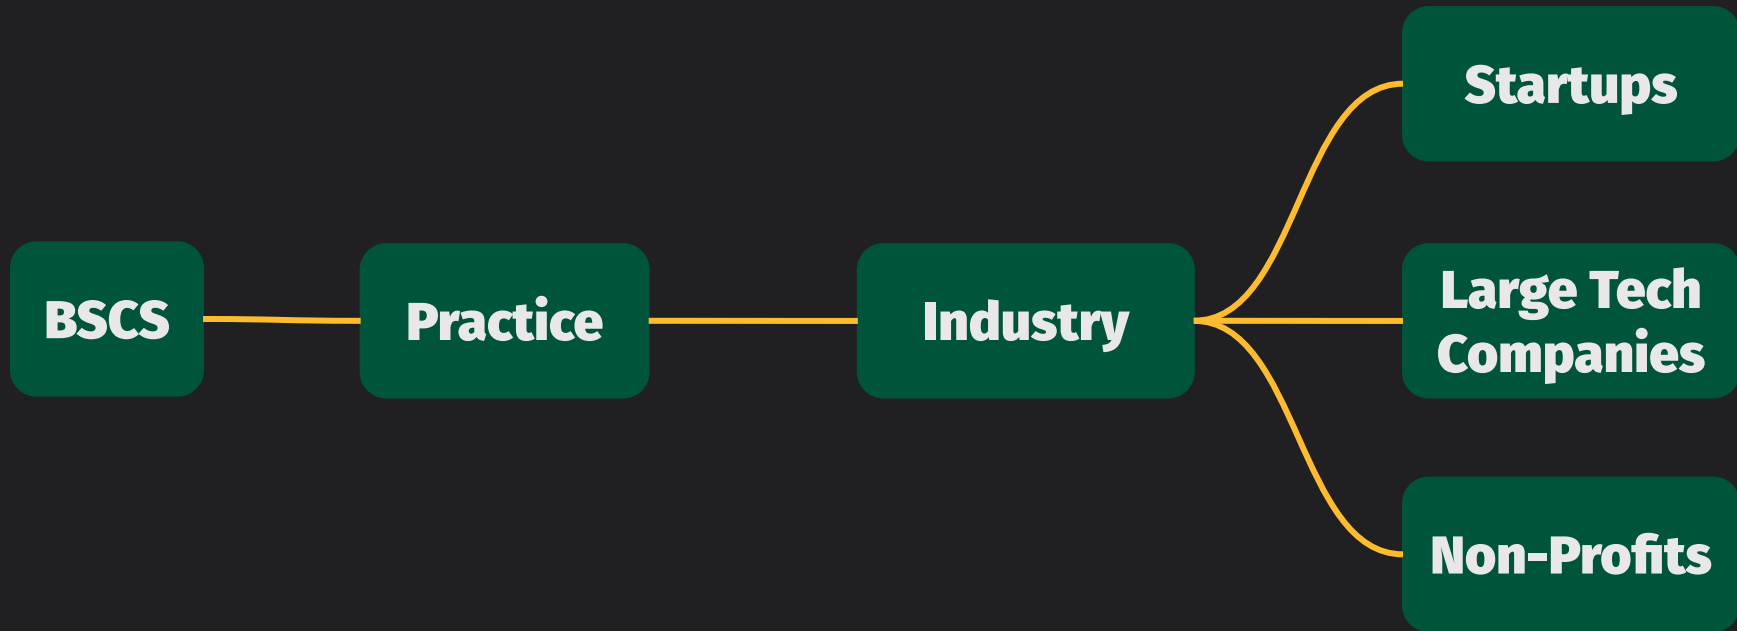 BSCS
Practice
Industry
Startups
Large Tech
Companies
Non-Profits